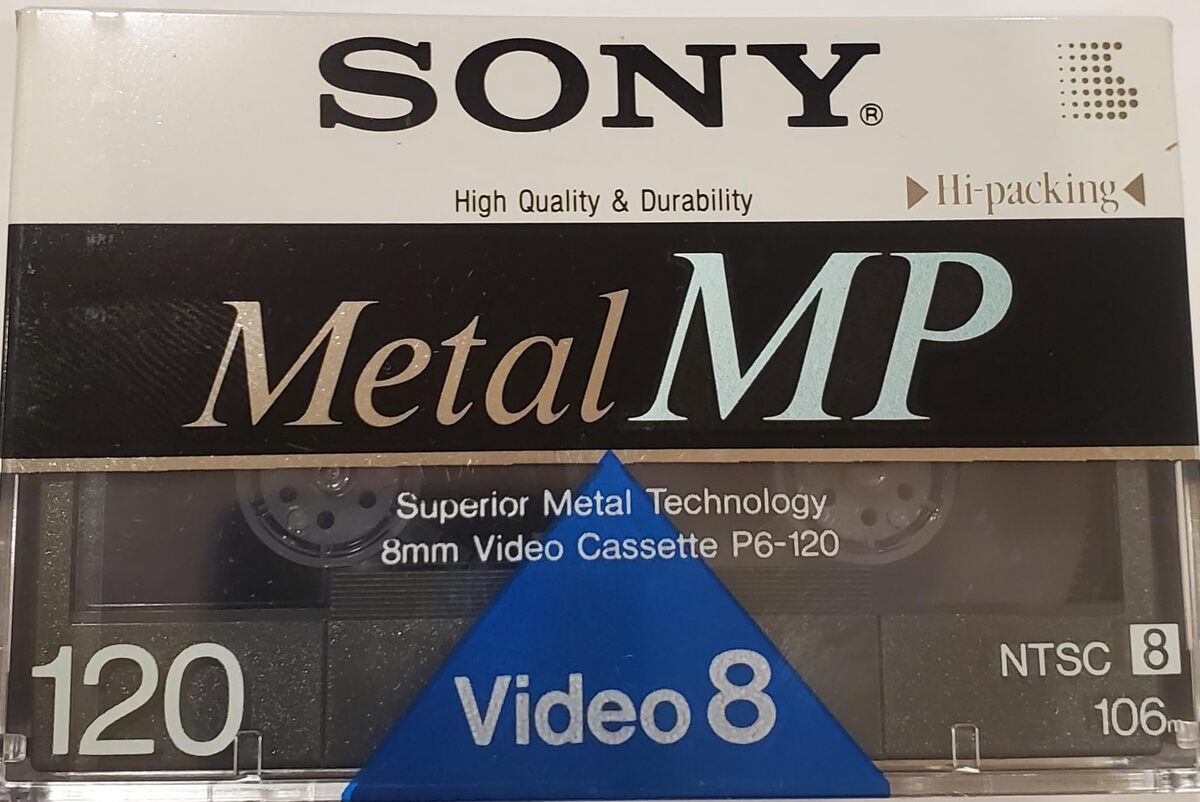 SONY®
High Quality & Durability
Hi-packing
Metal MP
Superior Metal Technology
8mm Video Cassette P6-120
120
Video 8
NTSC 8
106m